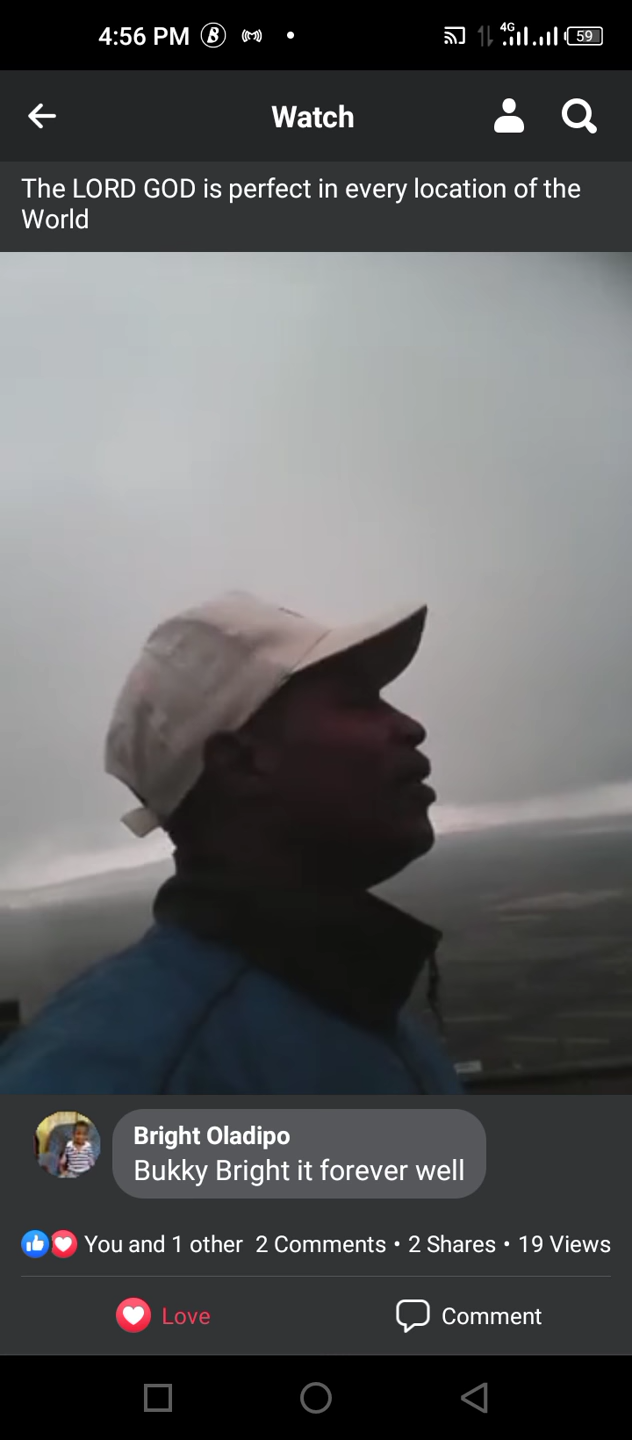 4:56 PM
4G
59
Watch
The LORD GOD is perfect in every location of the
World
Bright Oladipo
Bukky Bright it forever well
You and 1 other 2 Comments • 2 Shares • 19 Views
Love
Comment